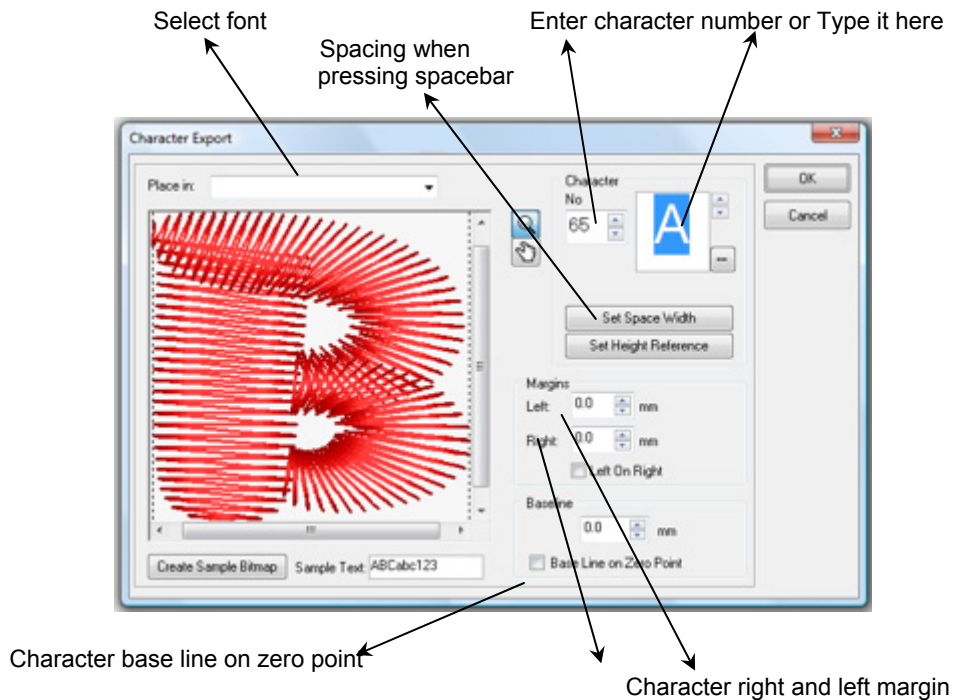 Select font
Enter character number or Type it here
Spacing when
pressing spacebar
Character Export
Place in:
Character
No
65
A
...
OK
Cancel
Set Space Width
Set Height Reference
Margins
Left: 0.0 mm
Right: 0.0 mm
Left On Right
Baseline
0.0 mm
Base Line on Zero Point
Create Sample Bitmap Sample Text: ABCabc123
Character base line on zero point
Character right and left margin